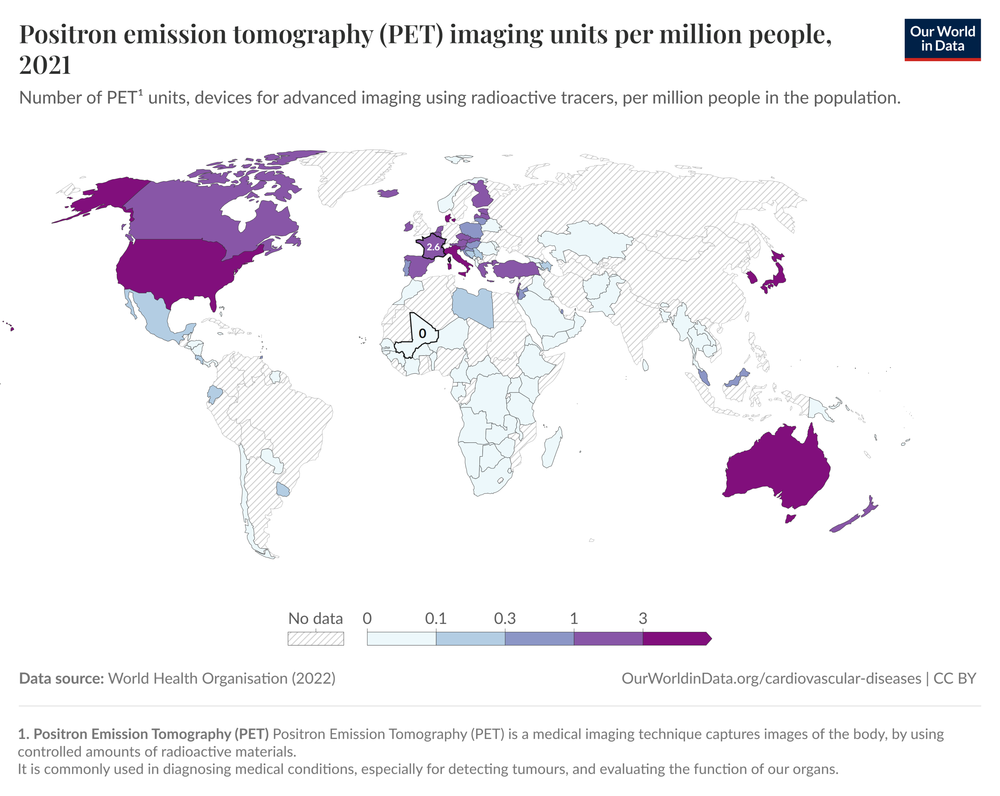 Positron emission tomography (PET) imaging units per million people,
2021
Our World
in Data
Number of PET¹ units, devices for advanced imaging using radioactive tracers, per million people in the population.
2.6
0
No data 0 0.1 0.3 1 3
Data source: World Health Organisation (2022)
OurWorldinData.org/cardiovascular-diseases | CC BY
1. Positron Emission Tomography (PET) Positron Emission Tomography (PET) is a medical imaging technique captures images of the body, by using
controlled amounts of radioactive materials.
It is commonly used in diagnosing medical conditions, especially for detecting tumours, and evaluating the function of our organs.